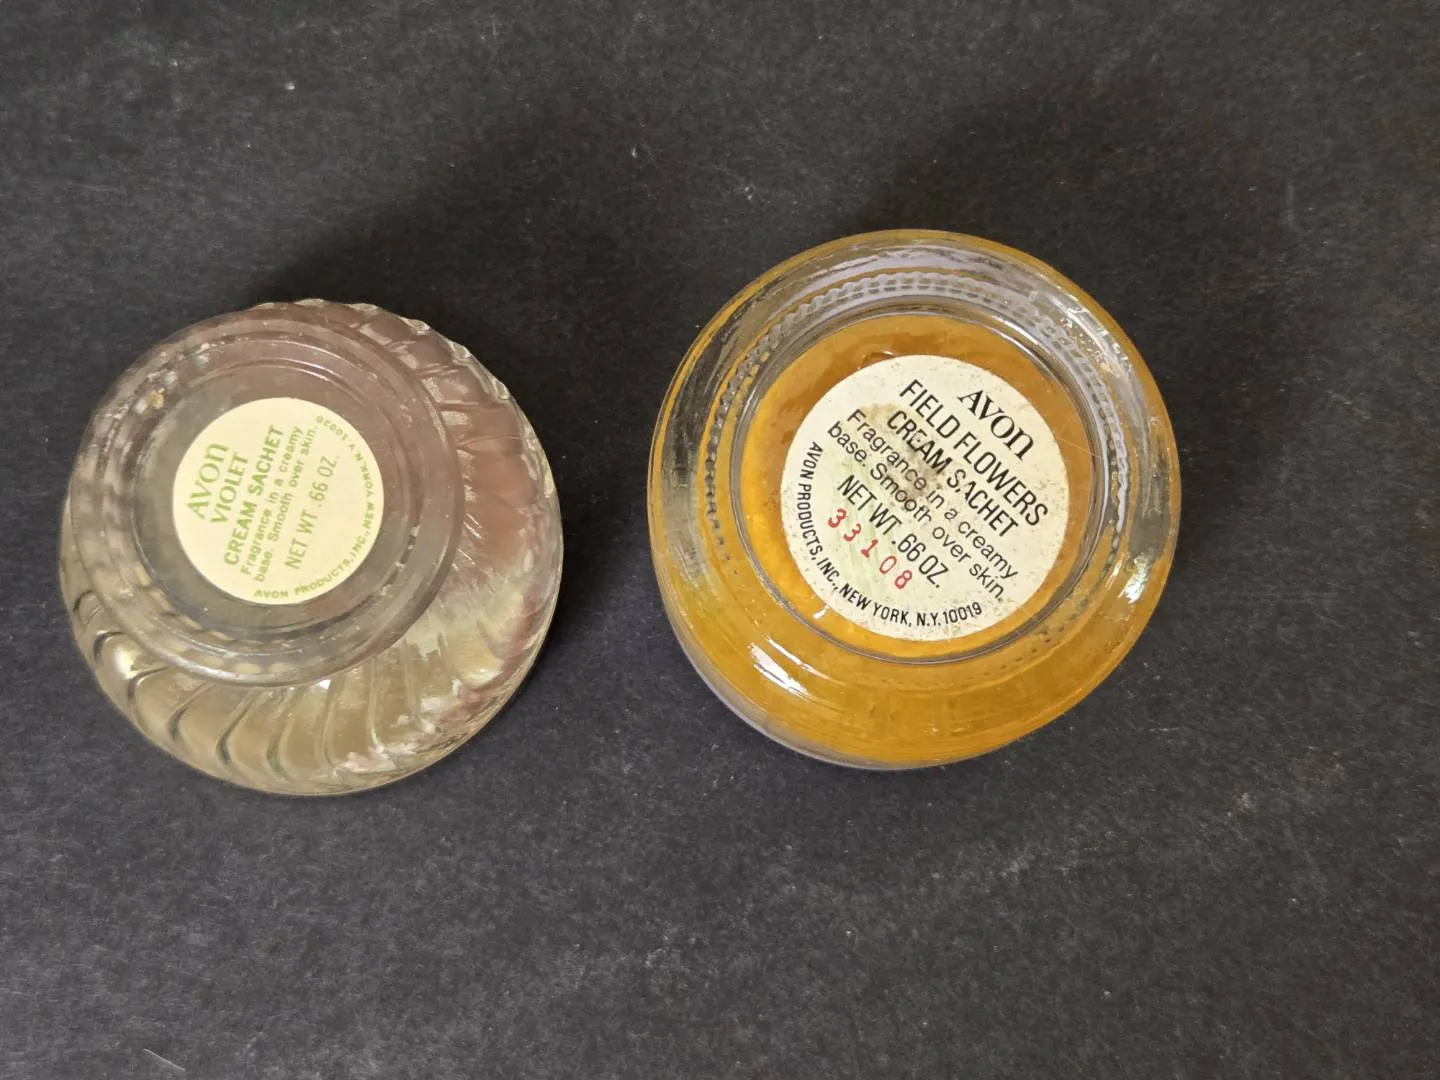 AVON
VIOLET
CREAM SACHET
Fragrance in a creamy
base. Smooth over skin.
NET WT .66 OZ.
AVON PRODUCTS, INC., NEW YORK, N.Y. 10020
AVON
FIELD FLOWERS
CREAM SACHET
Fragrance in a creamy
base. Smooth over skin.
NET WT. .66 OZ.
33108
AVON PRODUCTS, INC., NEW YORK, N.Y. 10019